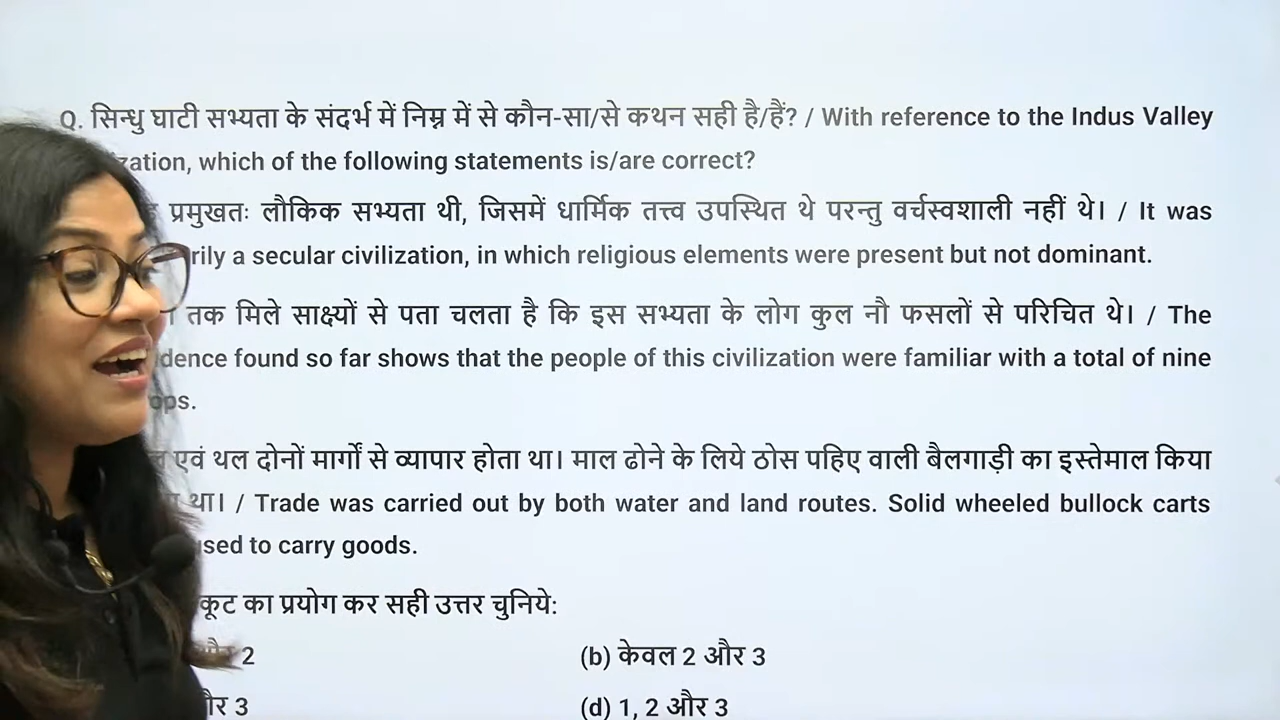 Q. सिन्धु घाटी सभ्यता के संदर्भ में निम्न में से कौन-सा/से कथन सही है/हैं? / With reference to the Indus Valley
which of the following statements is/are correct?
प्रमुखतः लौकिक सभ्यता थी, जिसमें धार्मिक तत्त्व उपस्थित थे परन्तु वर्चस्वशाली नहीं थे। / It was
a secular civilization, in which religious elements were present but not dominant.
तक मिले साक्ष्यों से पता चलता है कि इस सभ्यता के लोग कुल नौ फसलों से परिचित थे। / The
found so far shows that the people of this civilization were familiar with a total of nine
एवं थल दोनों मार्गों से व्यापार होता था। माल ढोने के लिये ठोस पहिए वाली बैलगाड़ी का इस्तेमाल किया
था। / Trade was carried out by both water and land routes. Solid wheeled bullock carts
used to carry goods.
कूट का प्रयोग कर सही उत्तर चुनिये:
2 (b) केवल 2 और 3
3 (d) 1, 2 और 3